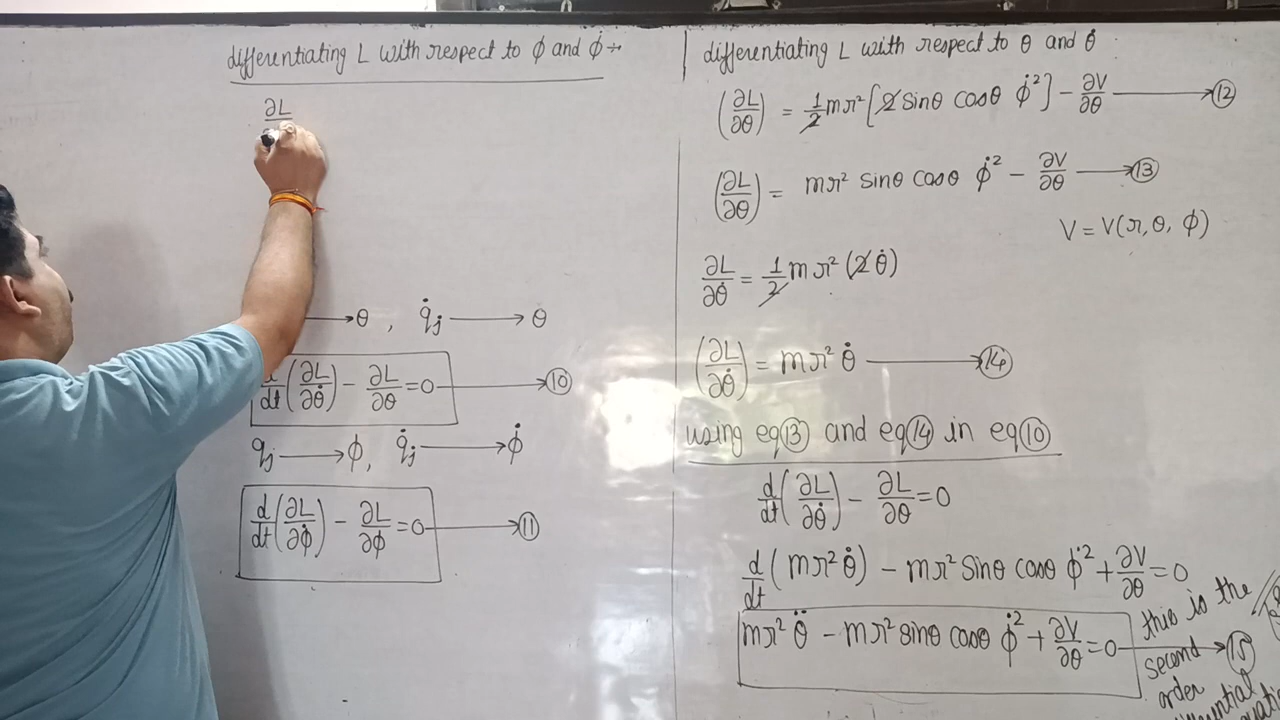 differentiating L with respect to ϕ and ϕ̇ →
∂L
⟶ θ , q̇ⱼ ⟶ θ
d/dt (∂L/∂θ̇) − ∂L/∂θ = 0 ⟶ ⑩
qⱼ ⟶ ϕ, q̇ⱼ ⟶ ϕ̇
d/dt (∂L/∂ϕ̇) − ∂L/∂ϕ = 0 ⟶ ⑪
differentiating L with respect to θ and θ̇
(∂L/∂θ) = 1/2 mr² [2 sinθ cosθ ϕ̇²] − ∂V/∂θ ⟶ ⑫
(∂L/∂θ) = mr² sinθ cosθ ϕ̇² − ∂V/∂θ ⟶ ⑬
V = V(r, θ, ϕ)
∂L/∂θ̇ = 1/2 mr² (2θ̇)
(∂L/∂θ̇) = mr² θ̇ ⟶ ⑭
using eq⑬ and eq⑭ in eq⑩
d/dt (∂L/∂θ̇) − ∂L/∂θ = 0
d/dt (mr² θ̇) − mr² sinθ cosθ ϕ̇² + ∂V/∂θ = 0
mr² θ̈ − mr² sinθ cosθ ϕ̇² + ∂V/∂θ = 0 ⟶ ⑮
this is the
second
order